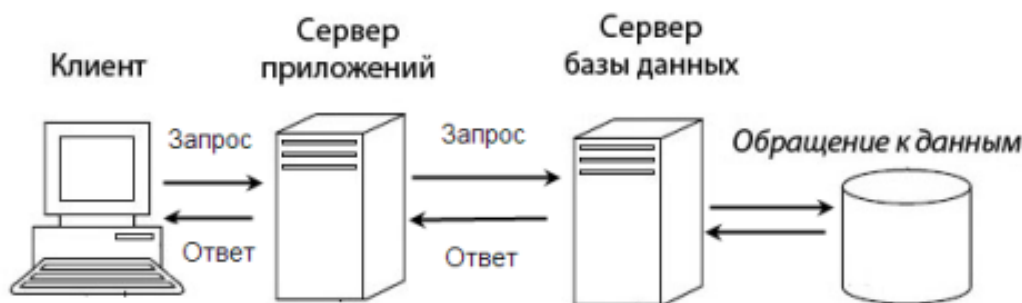 Клиент
Сервер
приложений
Сервер
базы данных
Запрос
Запрос
Обращение к данным
Ответ
Ответ